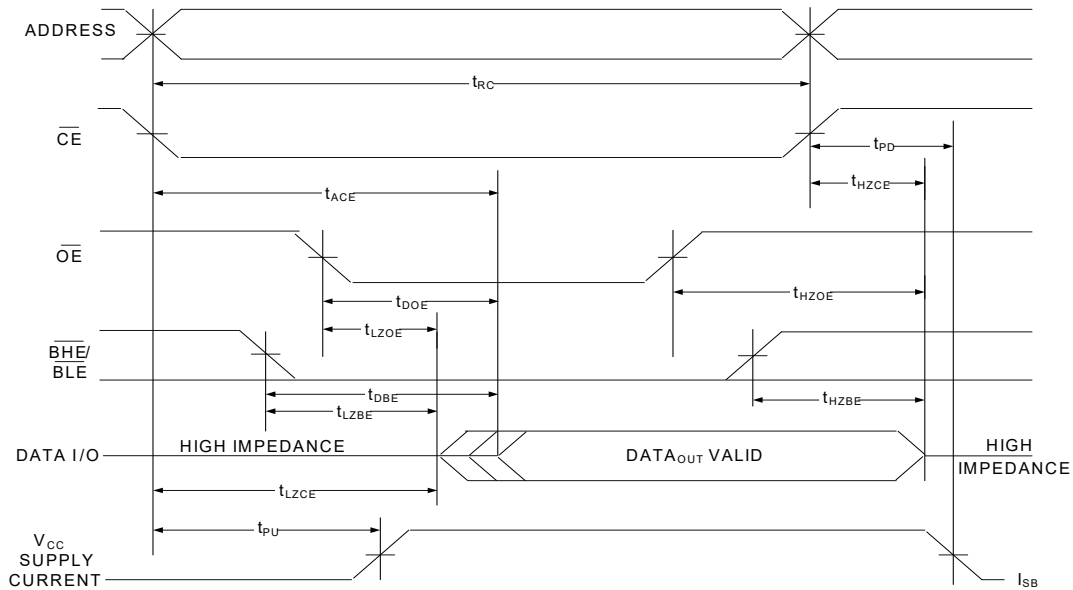 ADDRESS
tRC
CE
tPD
tHZCE
tACE
OE
tHZOE
tDOE
tLZOE
BHE/
BLE
tDBE
tHZBE
tLZBE
HIGH IMPEDANCE
DATA I/O
DATAOUT VALID
HIGH
IMPEDANCE
tLZCE
tPU
VCC
SUPPLY
CURRENT
ISB